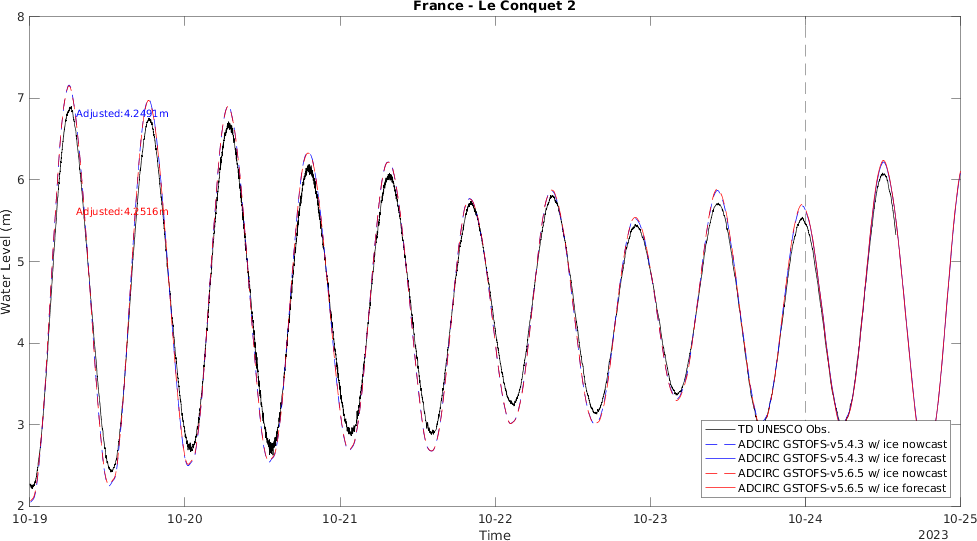 France - Le Conquet 2
8
7
6
5
4
3
2
Water Level (m)
Adjusted:4.2491m
Adjusted:4.2516m
TD UNESCO Obs.
ADCIRC GSTOFS-v5.4.3 w/ ice nowcast
ADCIRC GSTOFS-v5.4.3 w/ ice forecast
ADCIRC GSTOFS-v5.6.5 w/ ice nowcast
ADCIRC GSTOFS-v5.6.5 w/ ice forecast
10-19 10-20 10-21 10-22 10-23 10-24 10-25
Time
2023